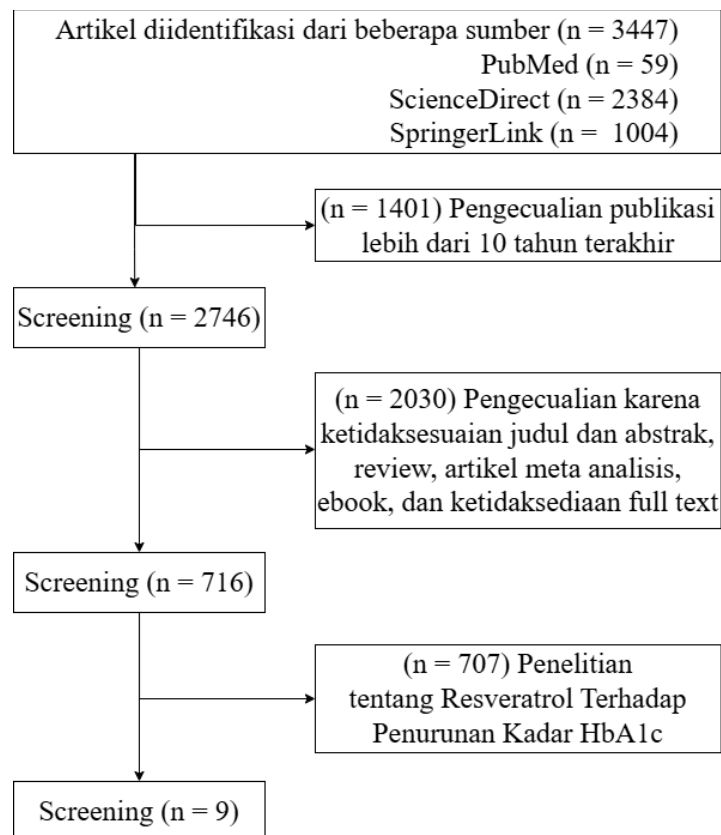 Artikel diidentifikasi dari beberapa sumber (n = 3447)
PubMed (n = 59)
ScienceDirect (n = 2384)
SpringerLink (n =  1004)
(n = 1401) Pengecualian publikasi
lebih dari 10 tahun terakhir
Screening (n = 2746)
(n = 2030) Pengecualian karena
ketidaksesuaian judul dan abstrak,
review, artikel meta analisis,
ebook, dan ketidaksediaan full text
Screening (n = 716)
(n = 707) Penelitian
tentang Resveratrol Terhadap
Penurunan Kadar HbA1c
Screening (n = 9)